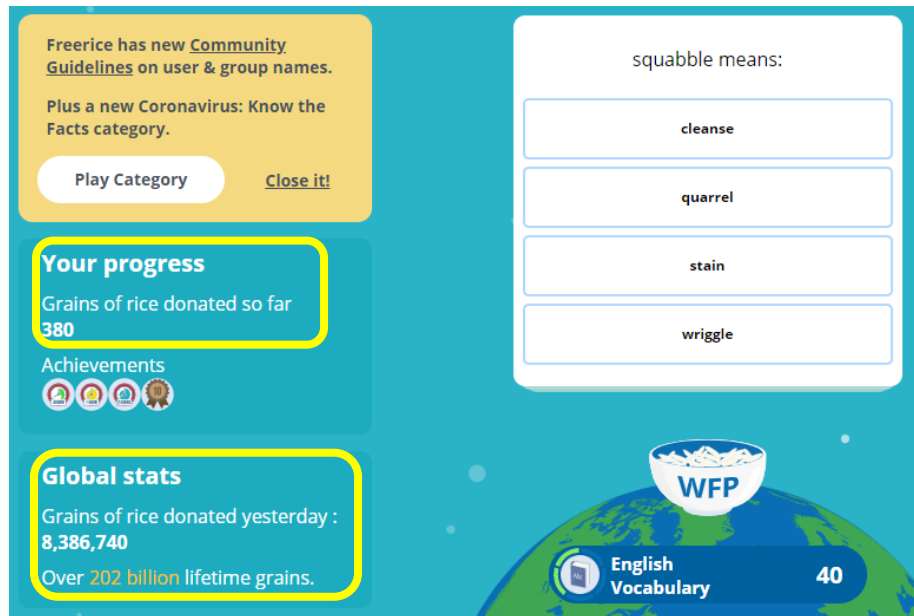 Freerice has new Community
Guidelines on user & group names.
Plus a new Coronavirus: Know the
Facts category.
Play Category
Close it!
Your progress
Grains of rice donated so far
380
Achievements
Global stats
Grains of rice donated yesterday :
8,386,740
Over 202 billion lifetime grains.
squabble means:
cleanse
quarrel
stain
wriggle
WFP
English
Vocabulary
40